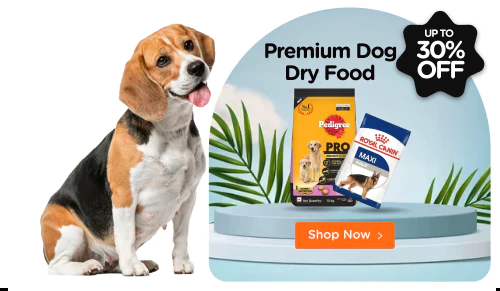 Premium Dog
Dry Food
UP TO
30%
OFF
Pedigree
PRO
ROYAL CANIN
MAXI
Shop Now >